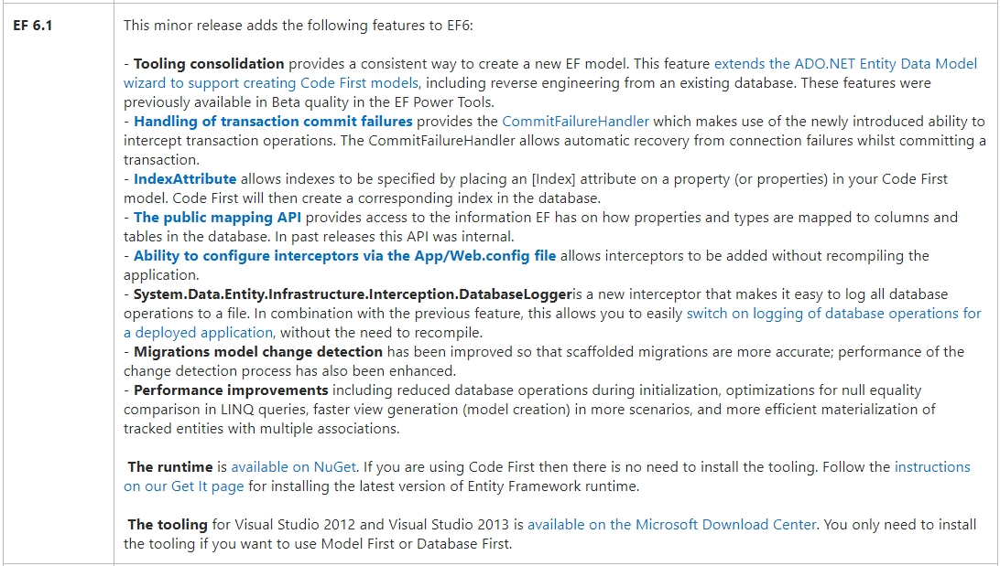 EF 6.1
This minor release adds the following features to EF6:
- Tooling consolidation provides a consistent way to create a new EF model. This feature extends the ADO.NET Entity Data Model
wizard to support creating Code First models, including reverse engineering from an existing database. These features were
previously available in Beta quality in the EF Power Tools.
- Handling of transaction commit failures provides the CommitFailureHandler which makes use of the newly introduced ability to
intercept transaction operations. The CommitFailureHandler allows automatic recovery from connection failures whilst committing a
transaction.
- IndexAttribute allows indexes to be specified by placing an [Index] attribute on a property (or properties) in your Code First
model. Code First will then create a corresponding index in the database.
- The public mapping API provides access to the information EF has on how properties and types are mapped to columns and
tables in the database. In past releases this API was internal.
- Ability to configure interceptors via the App/Web.config file allows interceptors to be added without recompiling the
application.
- System.Data.Entity.Infrastructure.Interception.DatabaseLoggeris a new interceptor that makes it easy to log all database
operations to a file. In combination with the previous feature, this allows you to easily switch on logging of database operations for
a deployed application, without the need to recompile.
- Migrations model change detection has been improved so that scaffolded migrations are more accurate; performance of the
change detection process has also been enhanced.
- Performance improvements including reduced database operations during initialization, optimizations for null equality
comparison in LINQ queries, faster view generation (model creation) in more scenarios, and more efficient materialization of
tracked entities with multiple associations.
The runtime is available on NuGet. If you are using Code First then there is no need to install the tooling. Follow the instructions
on our Get It page for installing the latest version of Entity Framework runtime.
The tooling for Visual Studio 2012 and Visual Studio 2013 is available on the Microsoft Download Center. You only need to install
the tooling if you want to use Model First or Database First.